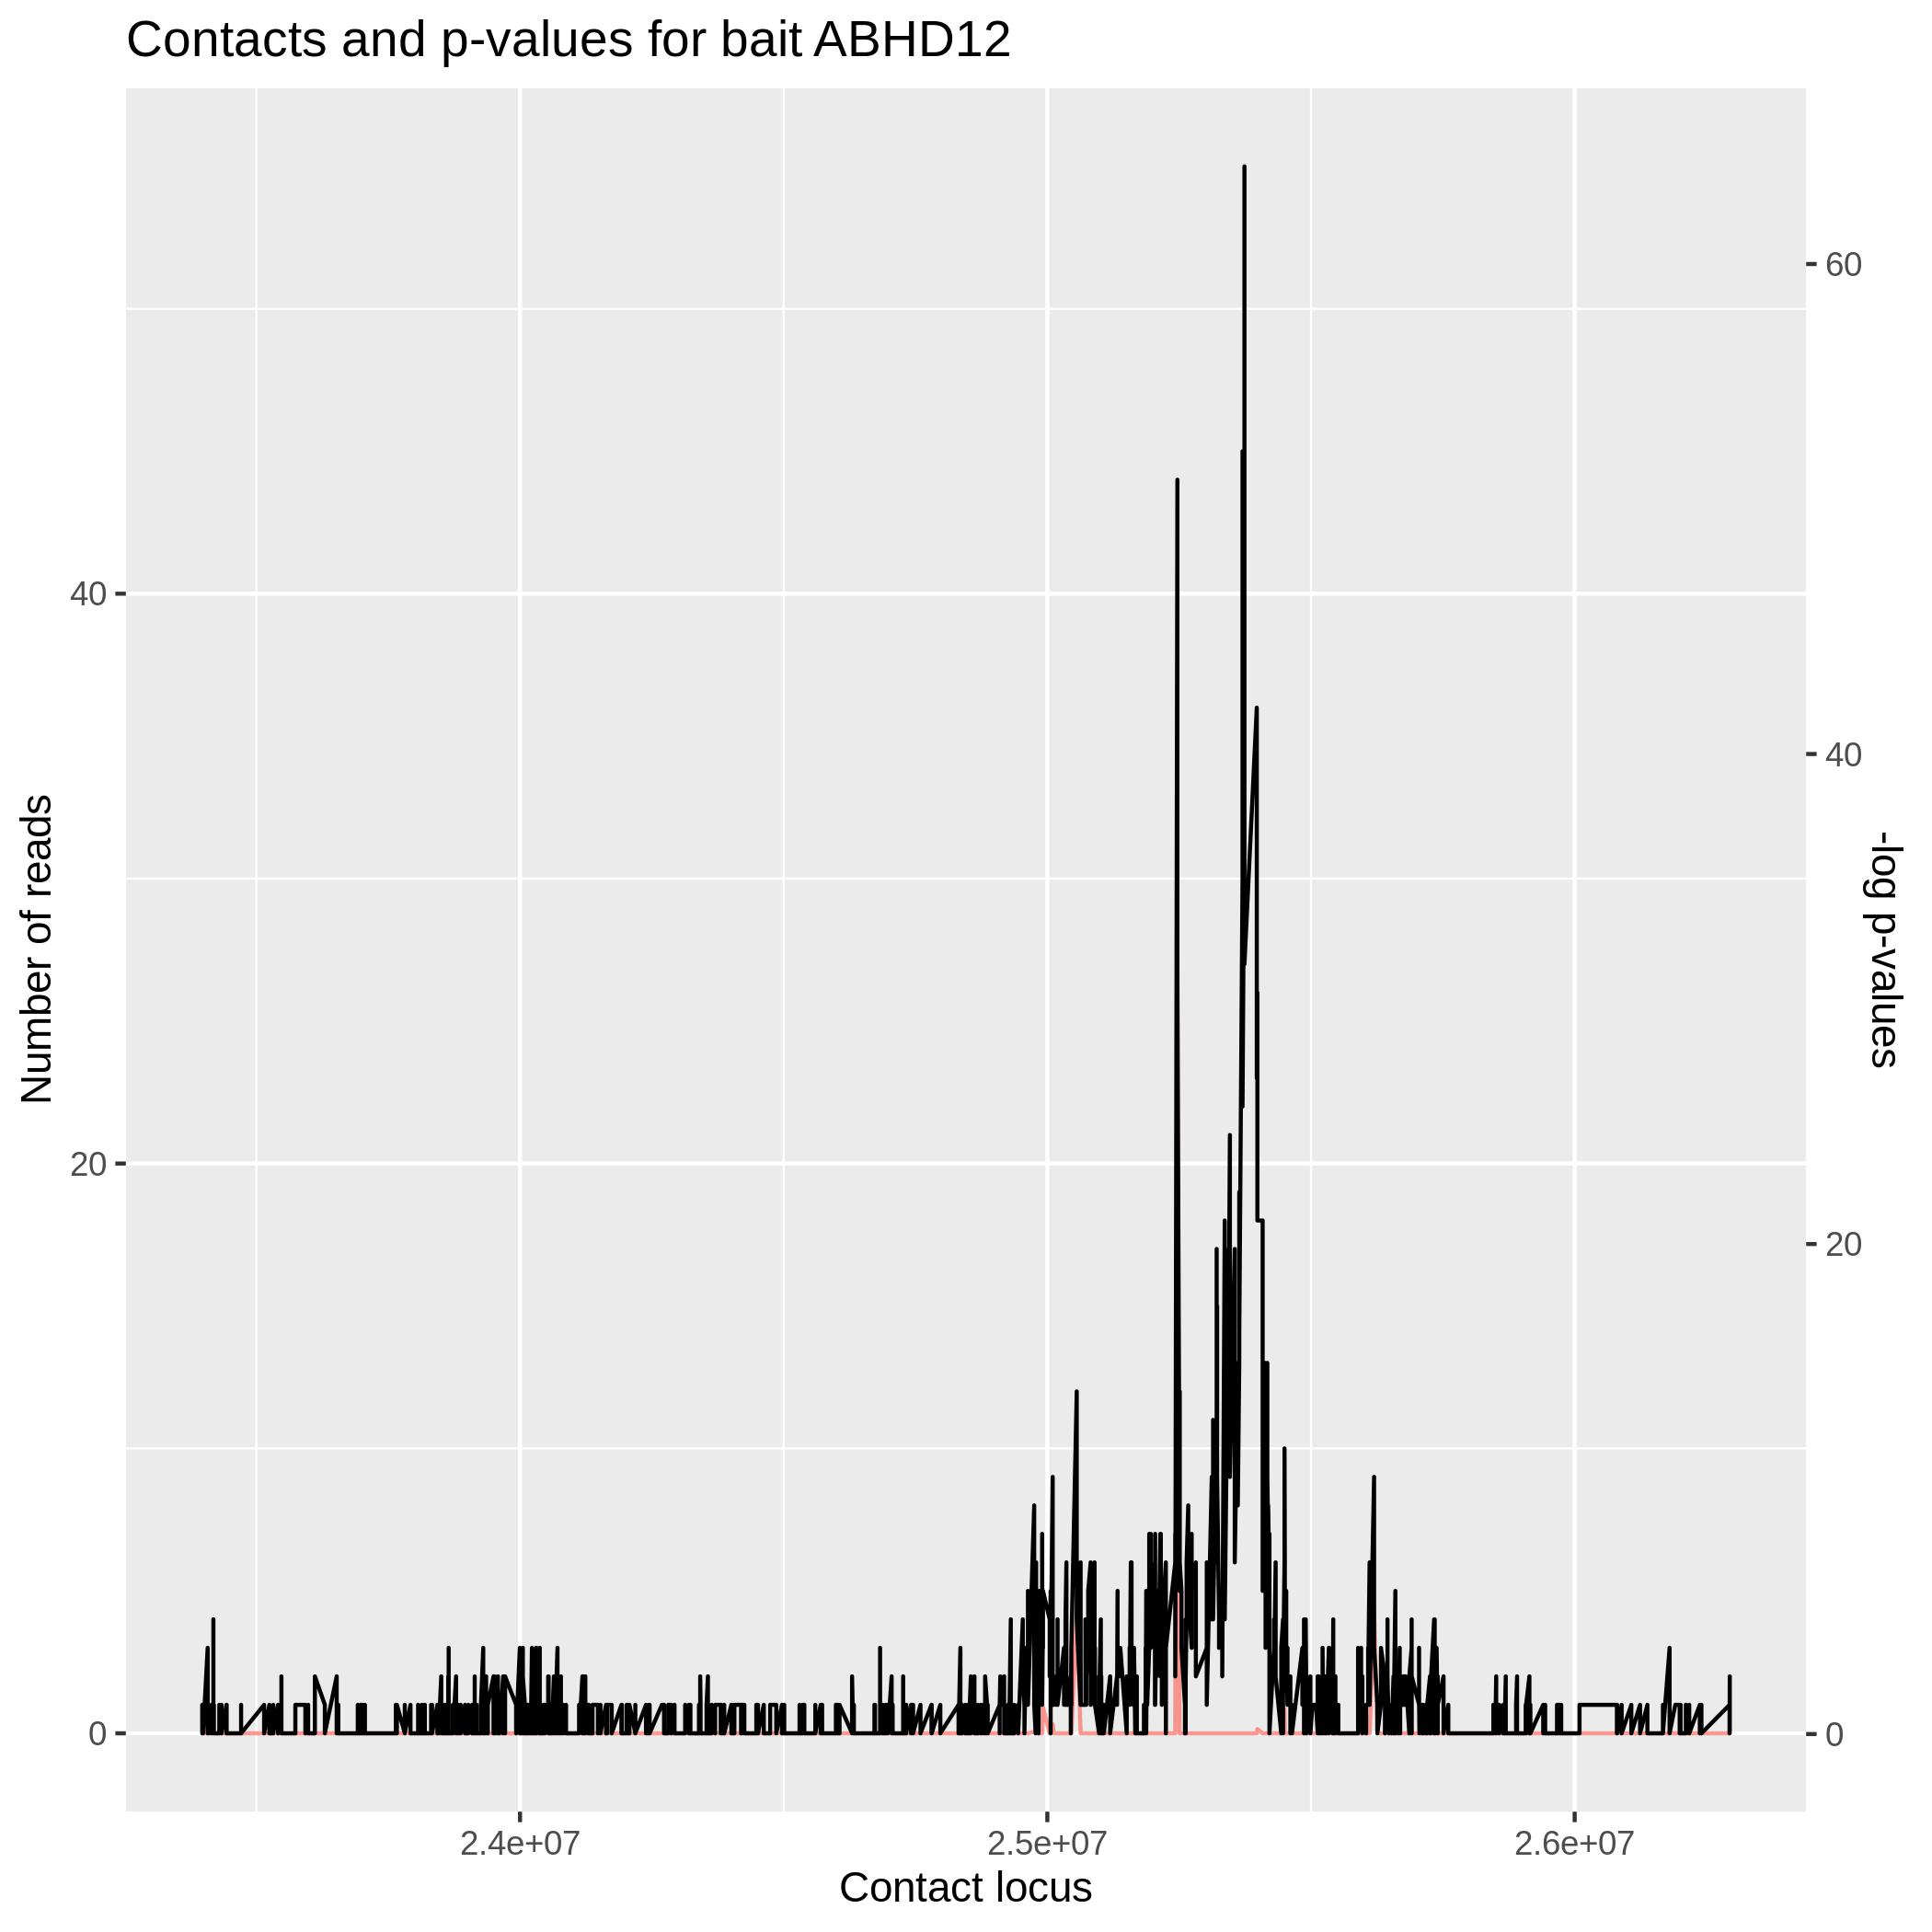 Contacts and p-values for bait ABHD12
60
40
40
20
20
0
0
Number of reads
-log p-values
2.4e+07
2.5e+07
2.6e+07
Contact locus